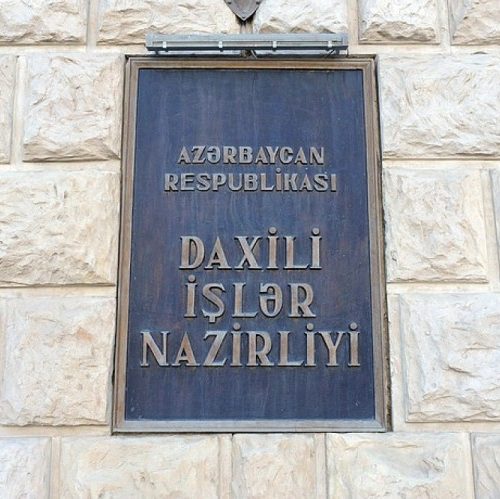 AZƏRBAYCAN
RESPUBLİKASI
DAXİLİ
İŞLƏR
NAZİRLİYİ